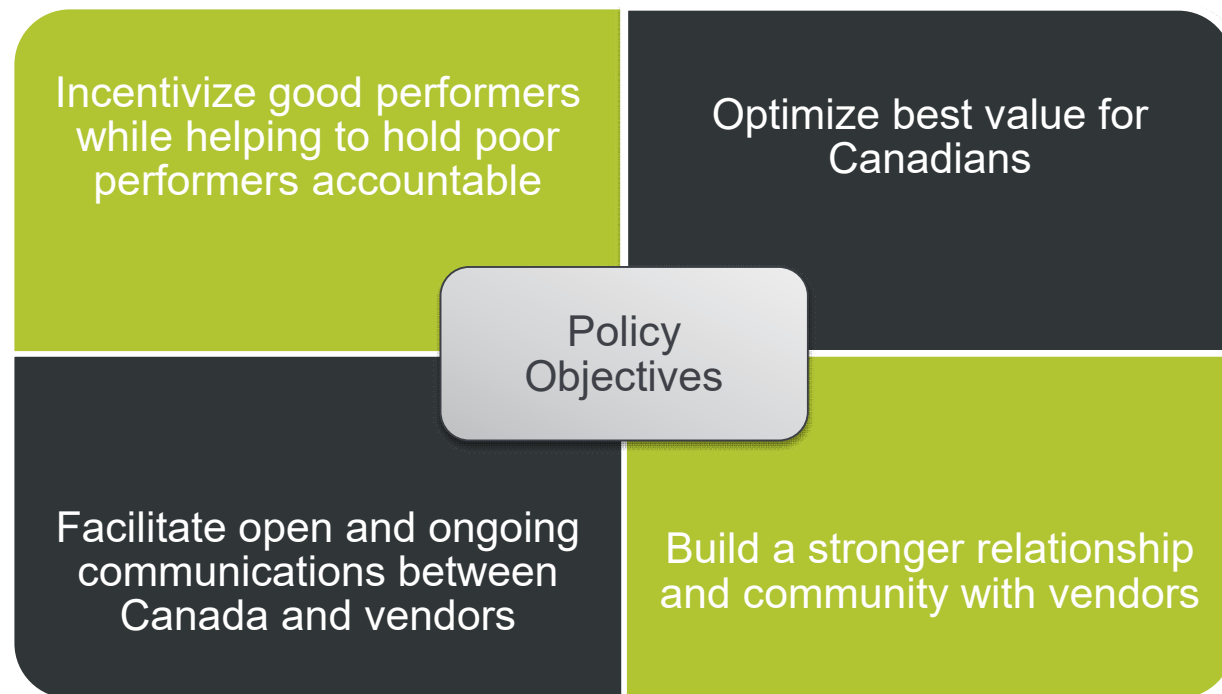 Incentivize good performers
while helping to hold poor
performers accountable
Optimize best value for
Canadians
Policy
Objectives
Facilitate open and ongoing
communications between
Canada and vendors
Build a stronger relationship
and community with vendors